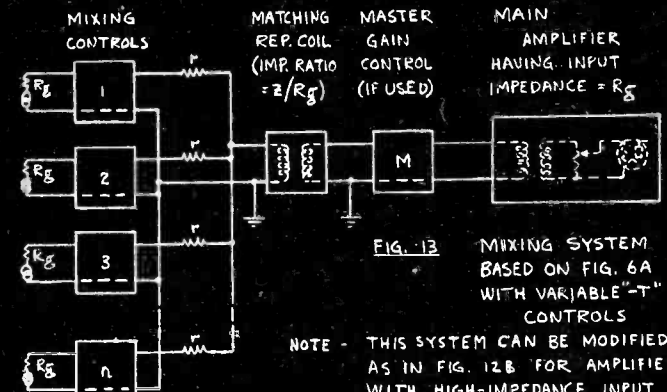 MIXING
CONTROLS
MATCHING
REP. COIL
(IMP. RATIO
= Z/Rg)
MASTER
GAIN
CONTROL
(IF USED)
MAIN
AMPLIFIER
HAVING INPUT
IMPEDANCE = Rg
Rg
1
r
Rg
2
r
Rg
3
r
Rg
n
r
M
FIG. 13
MIXING SYSTEM
BASED ON FIG. 6A
WITH VARIABLE "-T"
CONTROLS
NOTE - THIS SYSTEM CAN BE MODIFIED
AS IN FIG. 12B FOR AMPLIFIE
WITH HIGH-IMPEDANCE INPUT